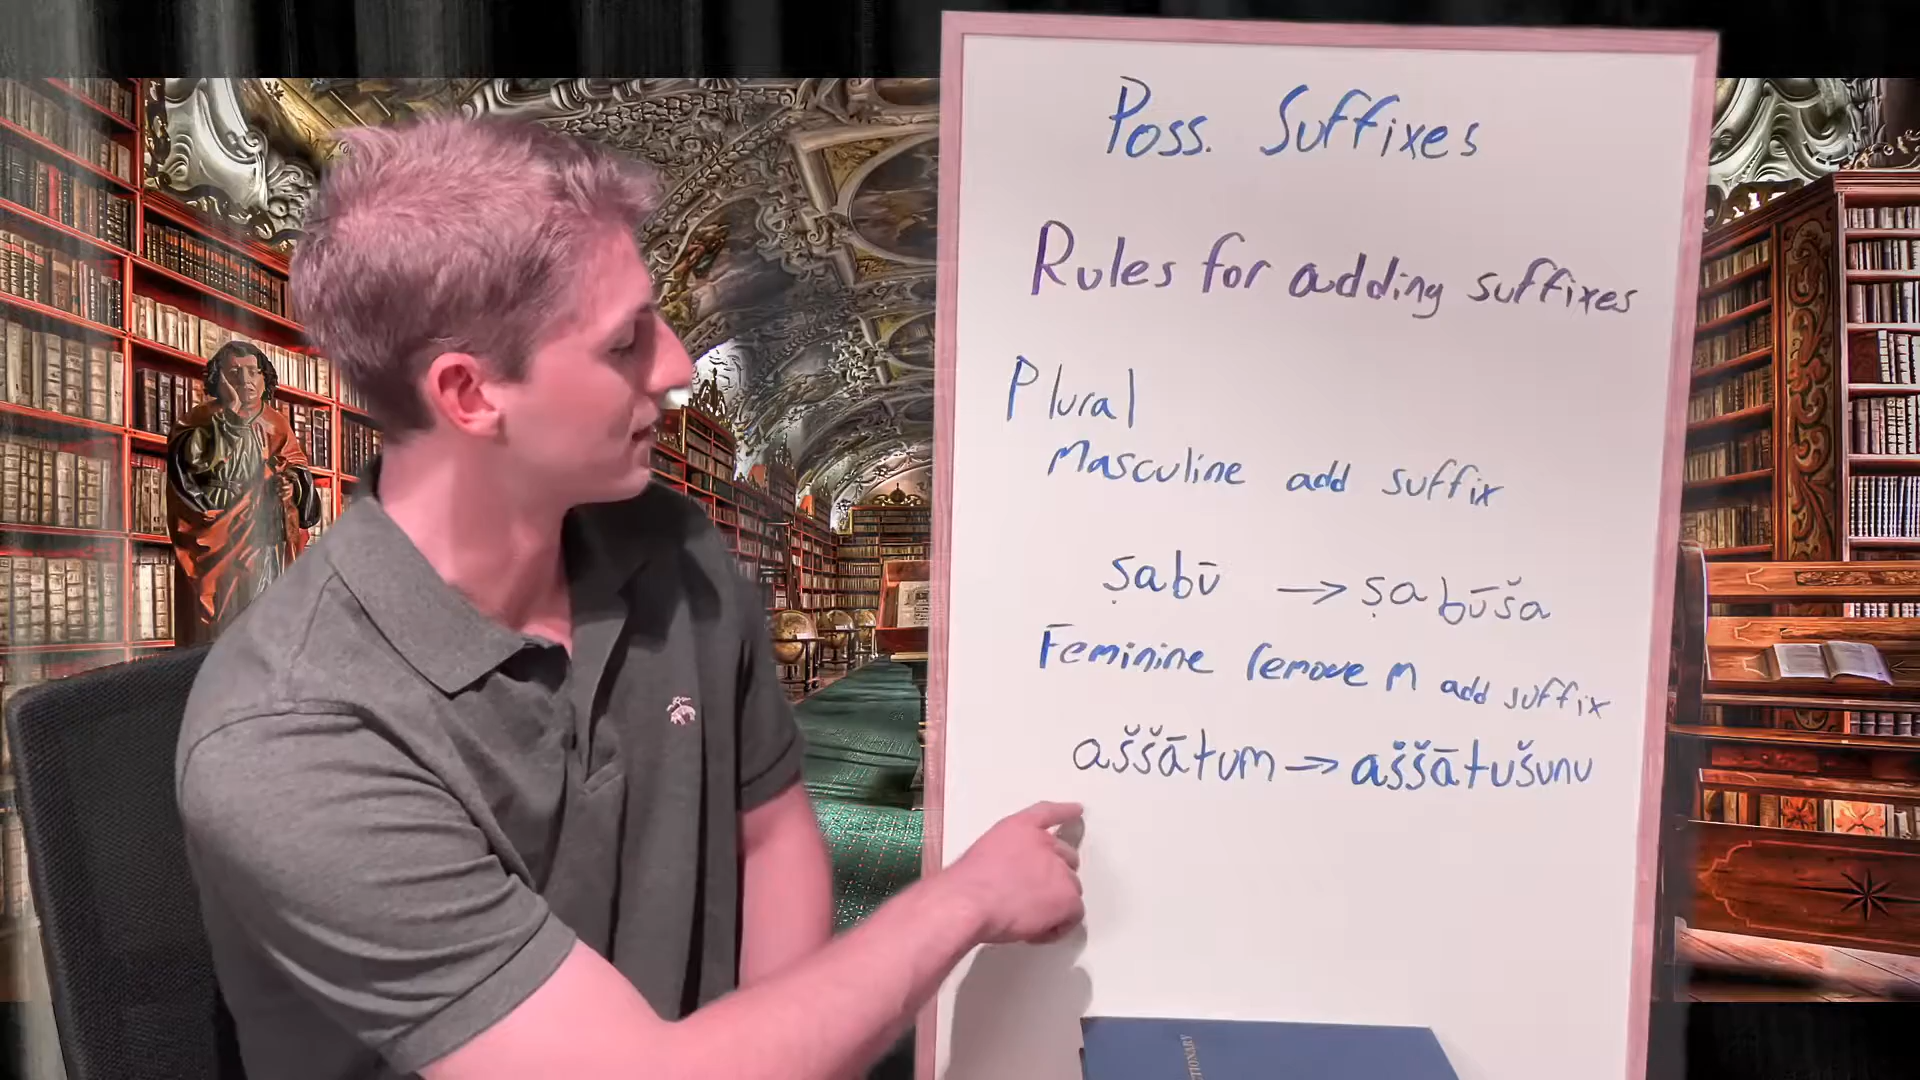 Poss. Suffixes
Rules for adding suffixes
Plural
Masculine add suffix
ṣabū → ṣabūša
Feminine remove M add suffix
aššātum → aššātušunu